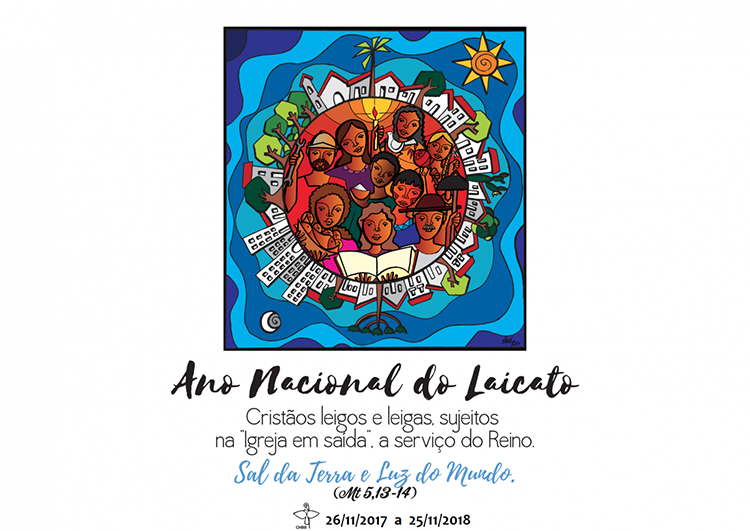 Ano Nacional do Laicato
Cristãos leigos e leigas, sujeitos
na "Igreja em saída", a serviço do Reino.
Sal da Terra e Luz do Mundo.
(Mt 5,13-14)
CNBB
26/11/2017 a 25/11/2018